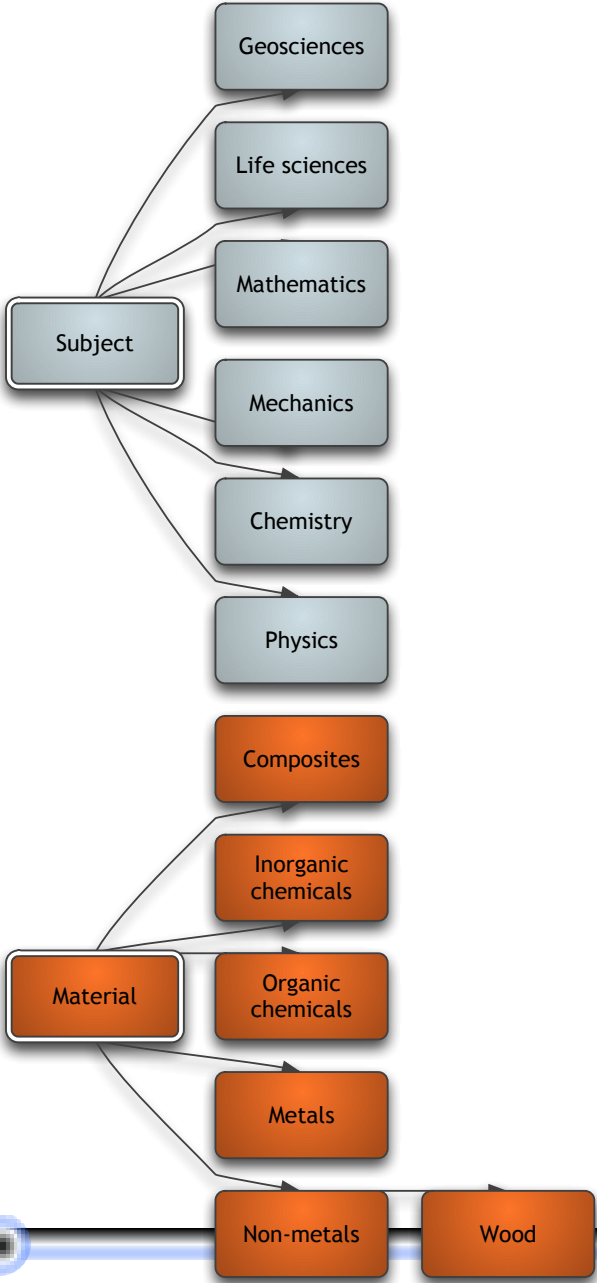 Geosciences
Life sciences
Mathematics
Subject
Mechanics
Chemistry
Physics
Composites
Inorganic
chemicals
Material
Organic
chemicals
Metals
Non-metals
Wood